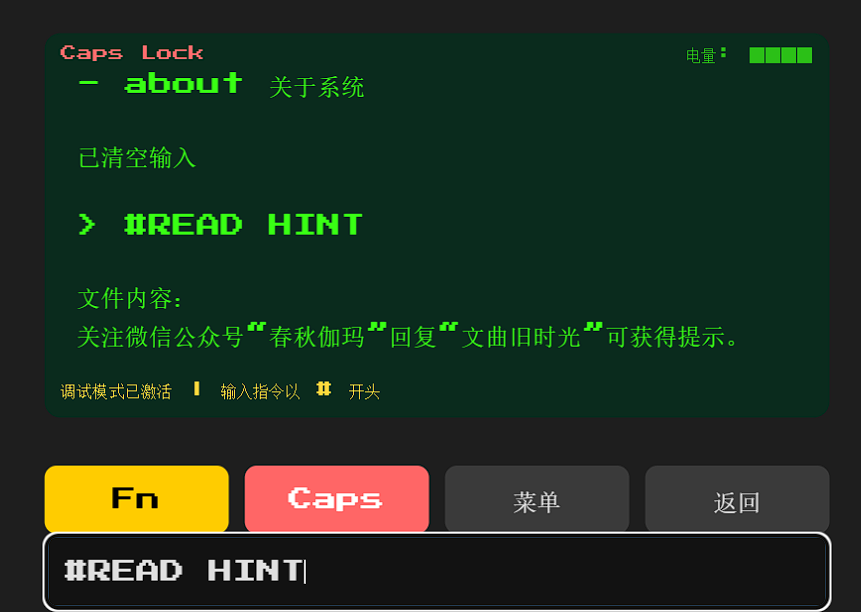 Caps Lock
电量：
- about 关于系统
已清空输入
> #READ HINT
文件内容：
关注微信公众号“春秋伽玛”回复“文曲旧时光”可获得提示。
调试模式已激活 | 输入指令以 # 开头
Fn
Caps
菜单
返回
#READ HINT